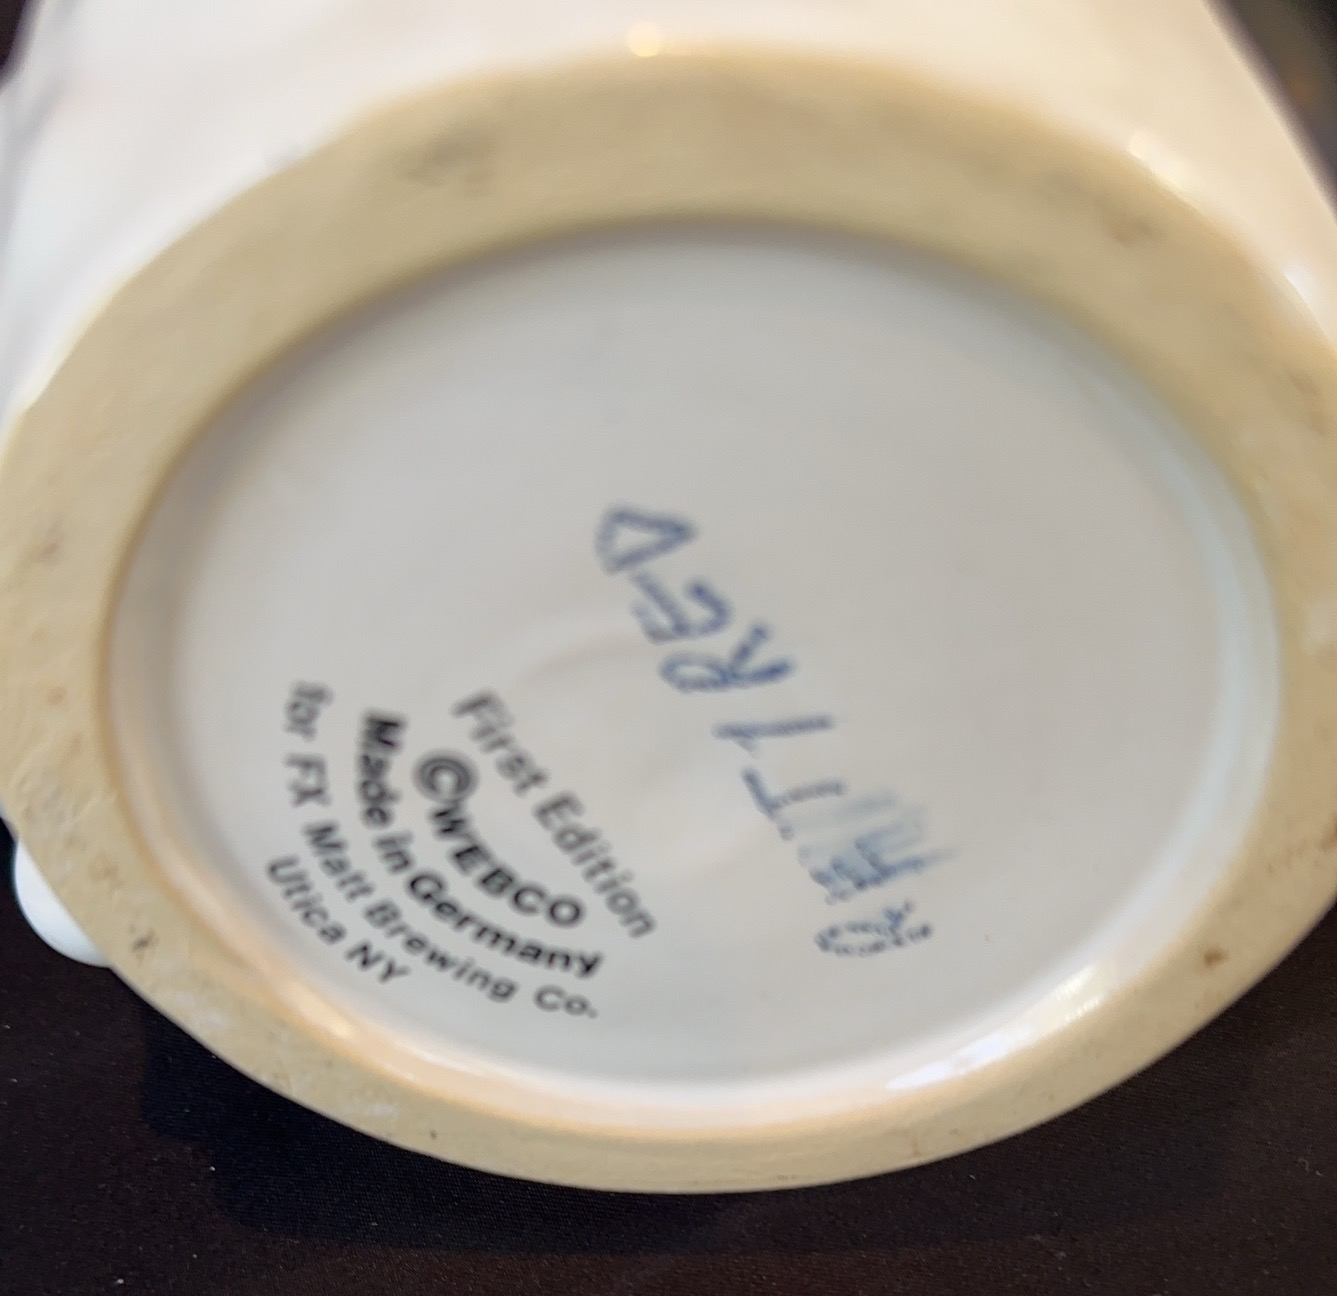 First Edition
©WEBCO
Made in Germany
for FX Matt Brewing Co.
Utica NY